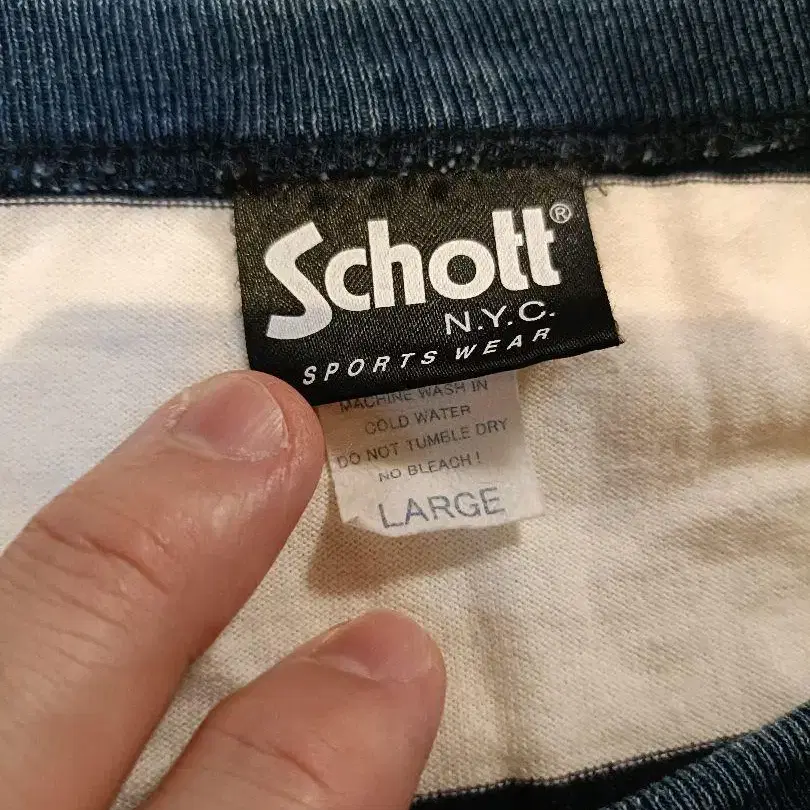 Schott®
N.Y.C.
SPORTS WEAR
MACHINE WASH IN
COLD WATER
DO NOT TUMBLE DRY
NO BLEACH!
LARGE